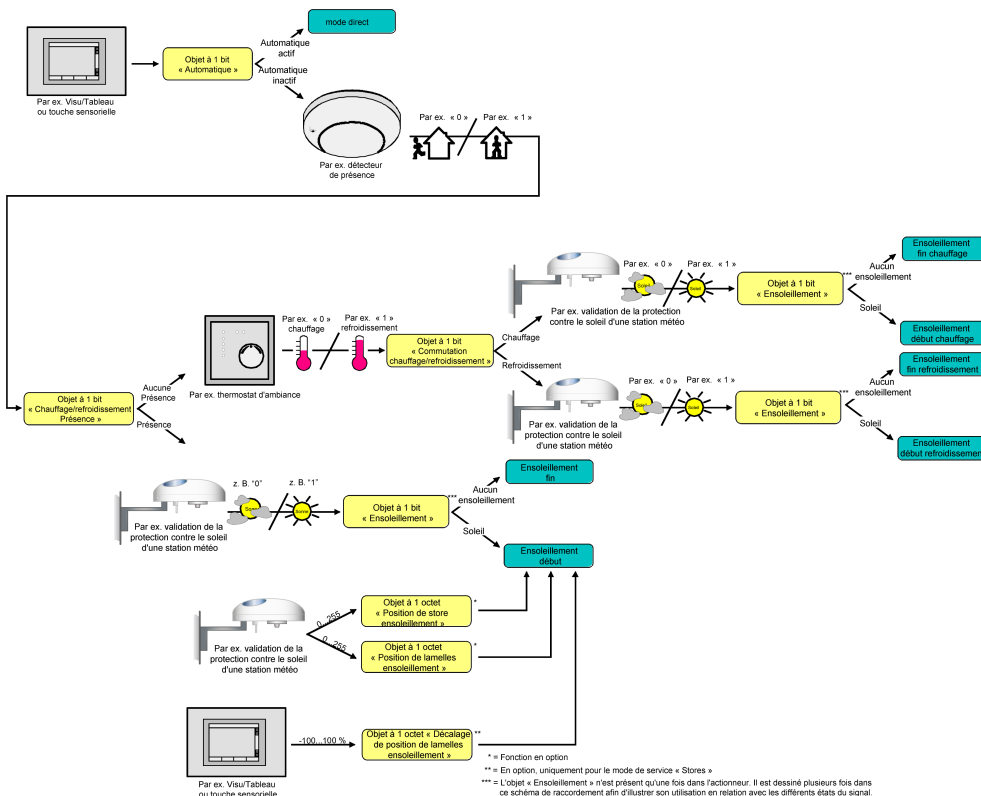 mode direct
Automatique
actif
Objet à 1 bit
« Automatique »
Automatique
inactif
Par ex. Visu/Tableau
ou touche sensorielle
Par ex. « 0 »
Par ex. « 1 »
Par ex. détecteur
de présence
Ensoleillement
fin chauffage
Par ex. « 0 »
Par ex. « 1 »
Aucun
*** ensoleillement
Soleil
Soleil
Objet à 1 bit
« Ensoleillement »
Soleil
Par ex. validation de la protection
contre le soleil d'une station météo
Ensoleillement
début chauffage
Par ex. « 0 »
chauffage
Par ex. « 1 »
refroidissement
Objet à 1 bit
« Commutation
chauffage/refroidissement »
Chauffage
Refroidissement
Par ex. thermostat d'ambiance
Ensoleillement
fin refroidissement
Par ex. « 0 »
Par ex. « 1 »
Aucun
*** ensoleillement
Soleil
Soleil
Objet à 1 bit
« Ensoleillement »
Soleil
Par ex. validation de la
protection contre le soleil
d'une station météo
Ensoleillement
début refroidissement
Objet à 1 bit
« Chauffage/refroidissement
Présence »
Aucune
Présence
Présence
Ensoleillement
fin
z. B. "0"
z. B. "1"
Aucun
*** ensoleillement
Sonne
Sonne
Objet à 1 bit
« Ensoleillement »
Soleil
Par ex. validation de la
protection contre le soleil
d'une station météo
Ensoleillement
début
0...255
Objet à 1 octet
« Position de store
ensoleillement »
*
0...255
Objet à 1 octet
« Position de lamelles
ensoleillement »
*
Par ex. validation de la
protection contre le soleil
d'une station météo
-100...100 %
Objet à 1 octet « Décalage
de position de lamelles
ensoleillement »
**
Par ex. Visu/Tableau
ou touche sensorielle
* = Fonction en option
** = En option, uniquement pour le mode de service « Stores »
*** = L'objet « Ensoleillement » n'est présent qu'une fois dans l'actionneur. Il est dessiné plusieurs fois dans
ce schéma de raccordement afin d'illustrer son utilisation en relation avec les différents états du signal.